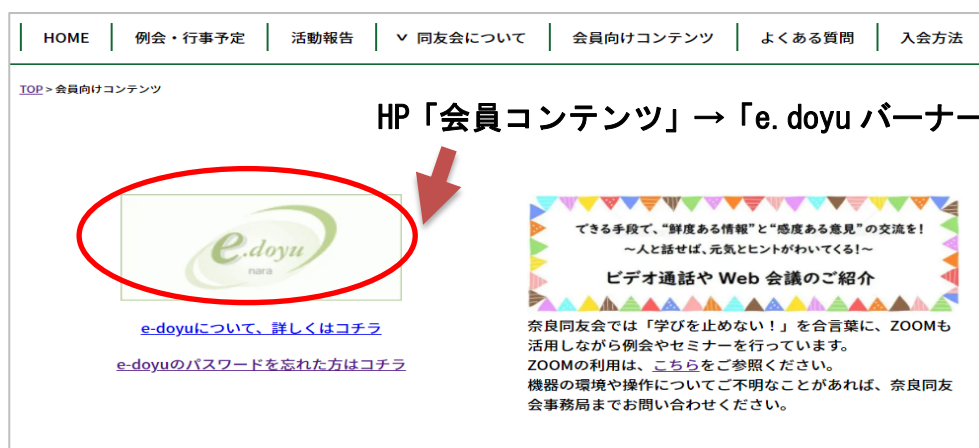 HOME 例会・行事予定 活動報告 ∨ 同友会について 会員向けコンテンツ よくある質問 入会方法
TOP > 会員向けコンテンツ
HP「会員コンテンツ」→「e.doyu バーナー
e.doyu
nara
e-doyuについて、詳しくはコチラ
e-doyuのパスワードを忘れた方はコチラ
できる手段で、“鮮度ある情報”と“感度ある意見”の交流を！
～人と話せば、元気とヒントがわいてくる！～
ビデオ通話や Web 会議のご紹介
奈良同友会では「学びを止めない！」を合言葉に、ZOOMも
活用しながら例会やセミナーを行っています。
ZOOMの利用は、こちらをご参照ください。
機器の環境や操作についてご不明なことがあれば、奈良同友
会事務局までお問い合わせください。